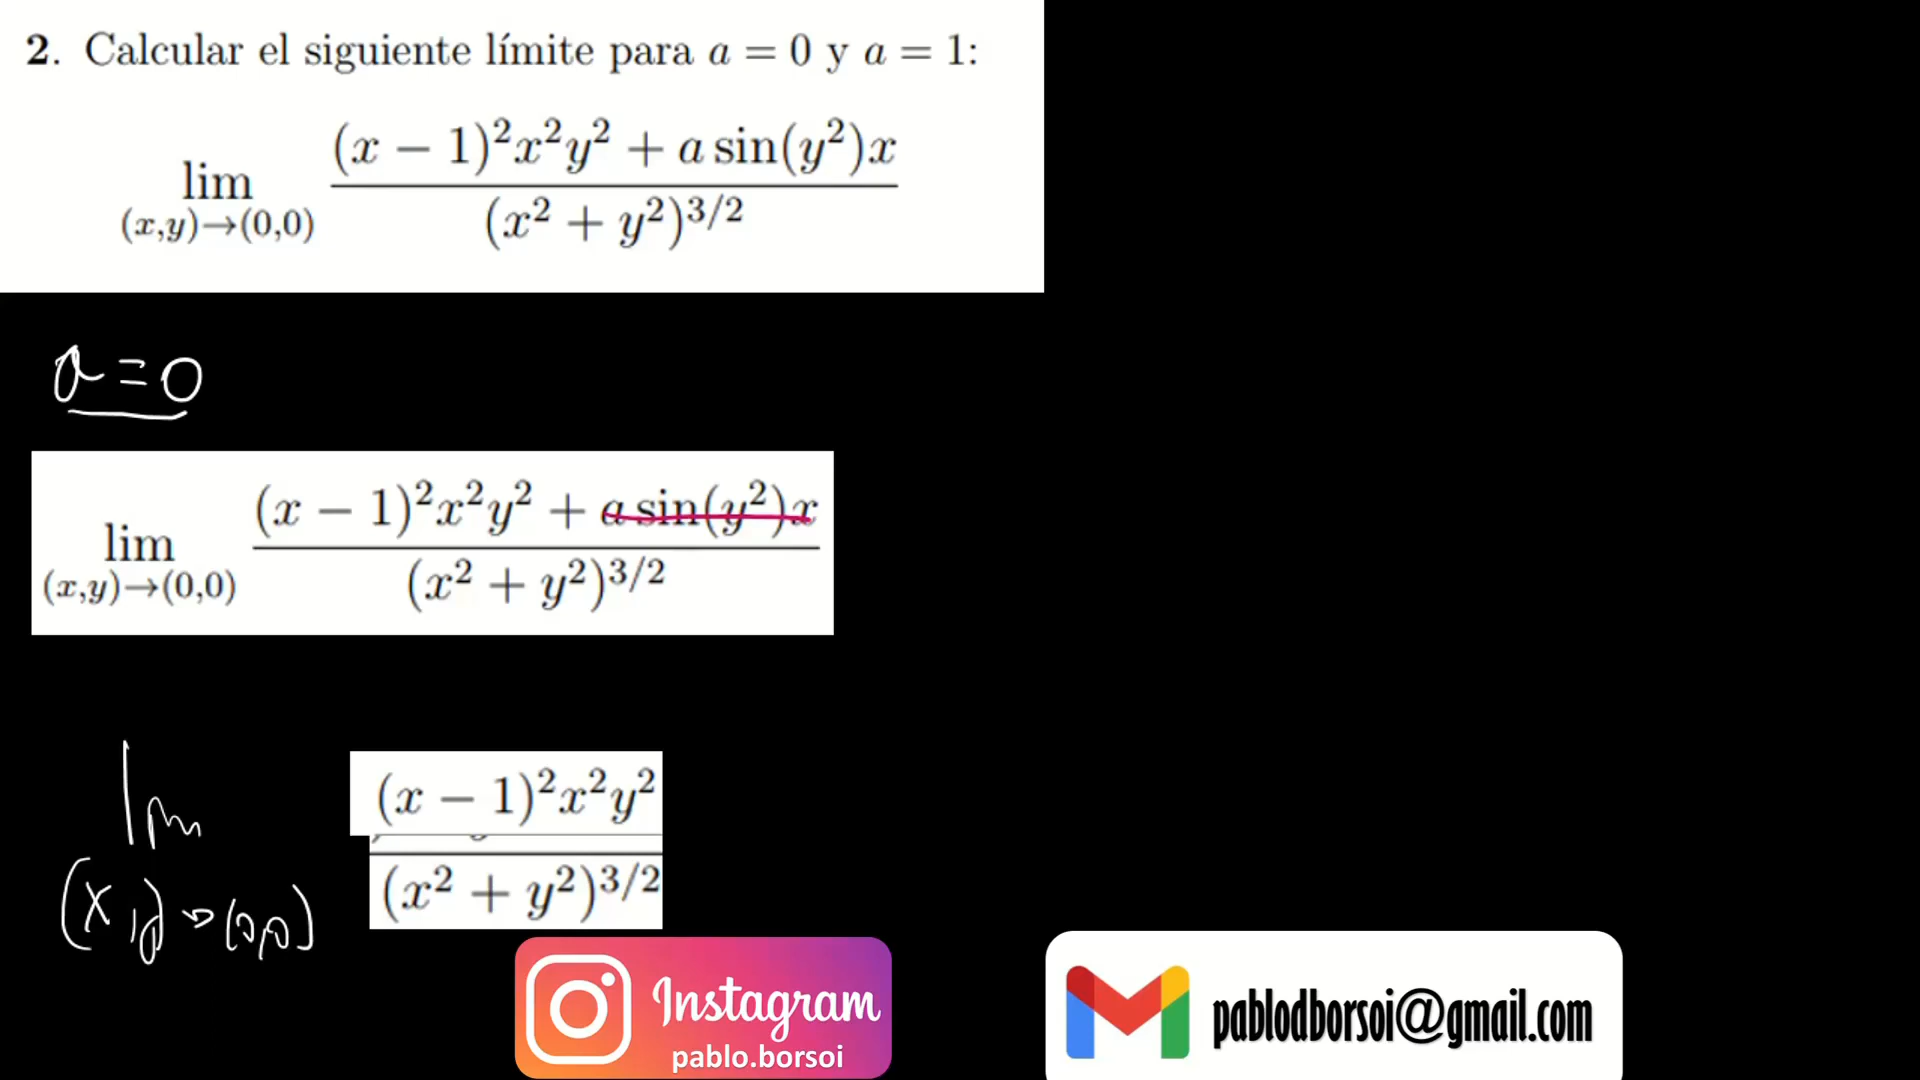 2. Calcular el siguiente límite para a = 0 y a = 1:
lim (x,y)→(0,0) (x − 1)²x²y² + a sin(y²)x / (x² + y²)^{3/2}
a = 0
lim (x,y)→(0,0) (x − 1)²x²y² + a sin(y²)x / (x² + y²)^{3/2}
lim (x,y)→(0,0) (x − 1)²x²y² / (x² + y²)^{3/2}
Instagram
pablo.borsoi
pablodborsoi@gmail.com